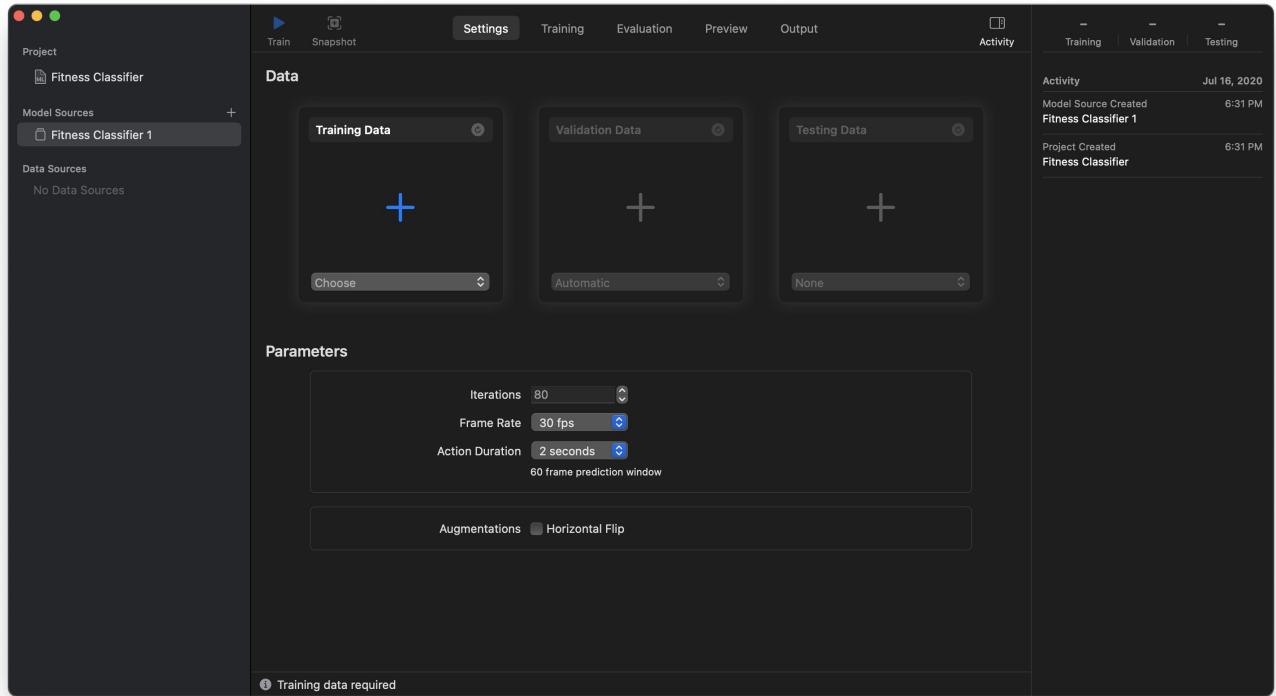 Project
Fitness Classifier
Model Sources
Fitness Classifier 1
Data Sources
No Data Sources
Train
Snapshot
Settings
Training
Evaluation
Preview
Output
Activity
Data
Training Data
Choose
Validation Data
Automatic
Testing Data
None
Parameters
Iterations 80
Frame Rate 30 fps
Action Duration 2 seconds
60 frame prediction window
Augmentations Horizontal Flip
Training data required
– – –
Training Validation Testing
Activity Jul 16, 2020
Model Source Created 6:31 PM
Fitness Classifier 1
Project Created 6:31 PM
Fitness Classifier